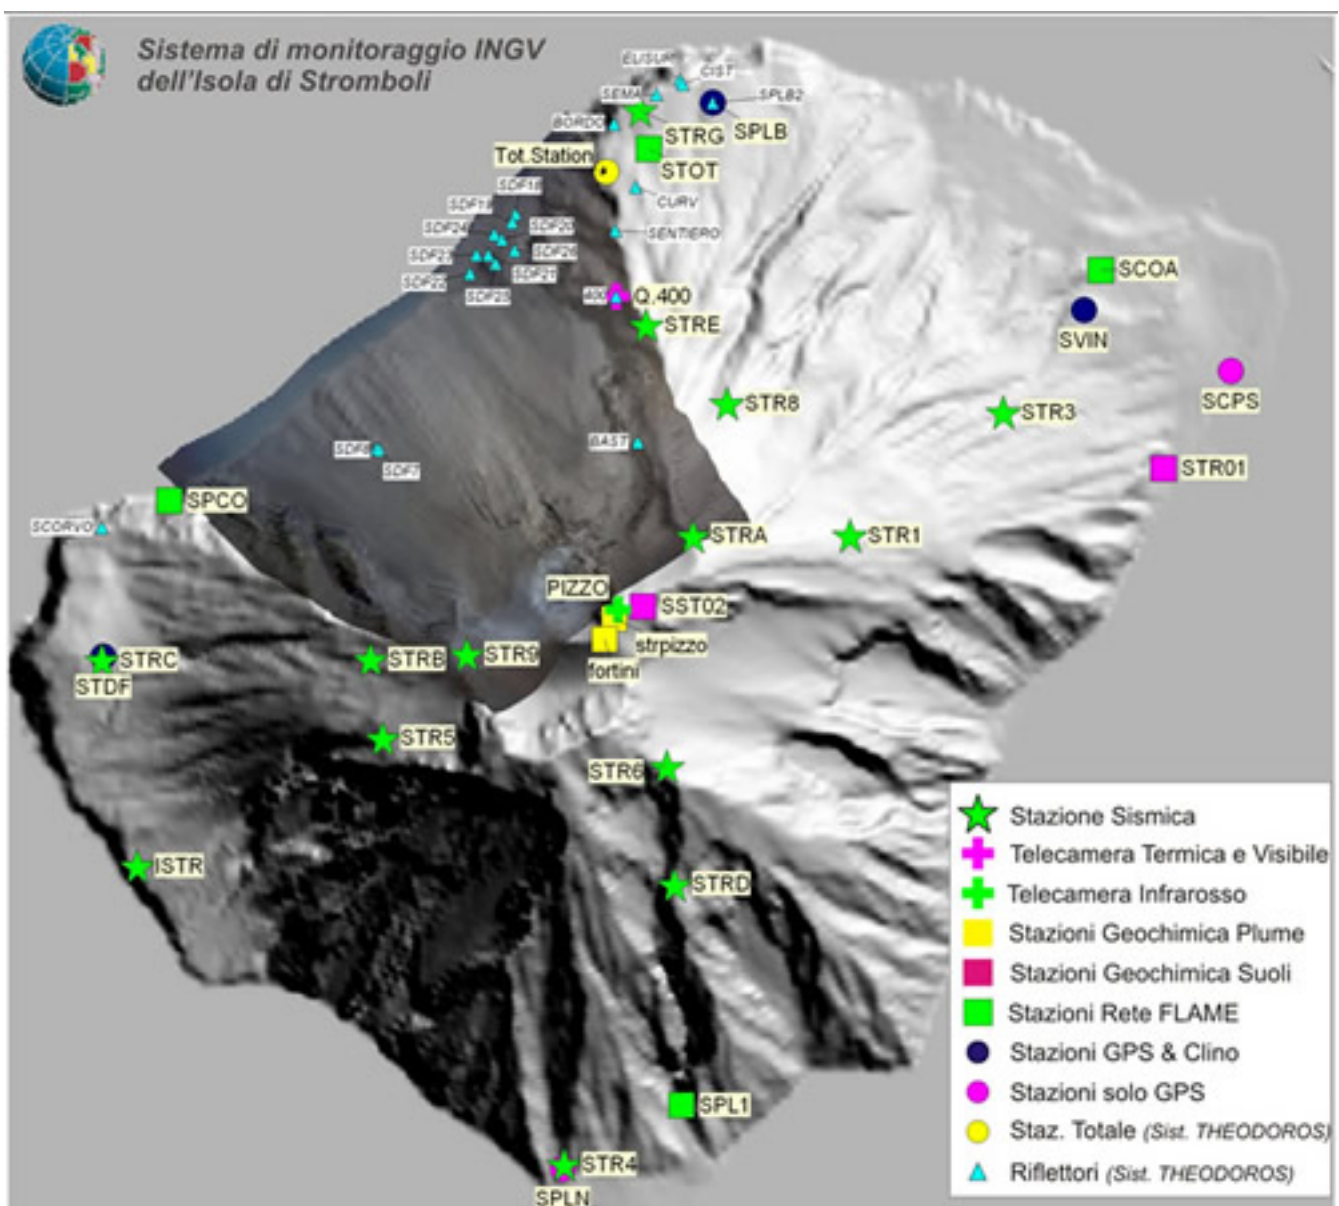 Sistema di monitoraggio INGV
dell'Isola di Stromboli
CIST
SEMA
SPLB2
BORDO
STRG
SPLB
Tot.Station
STOT
SDF18
CURV
SDF19
SDF24
SDF20
SENTIERO
SDF26
SDF21
SDF22
400
Q.400
SCOA
STRE
SVIN
SCPS
STR8
STR3
BAST
SDF7
STR01
SPCO
SCORVO
STRA
STR1
PIZZO
SST02
strpizzo
fortini
STRC
STDF
STRB
STR9
STR5
STR6
ISTR
STRD
SPL1
STR4
SPLN
Stazione Sismica
Telecamera Termica e Visibile
Telecamera Infrarosso
Stazioni Geochimica Plume
Stazioni Geochimica Suoli
Stazioni Rete FLAME
Stazioni GPS & Clino
Stazioni solo GPS
Staz. Totale (Sist. THEODOROS)
Riflettori (Sist. THEODOROS)